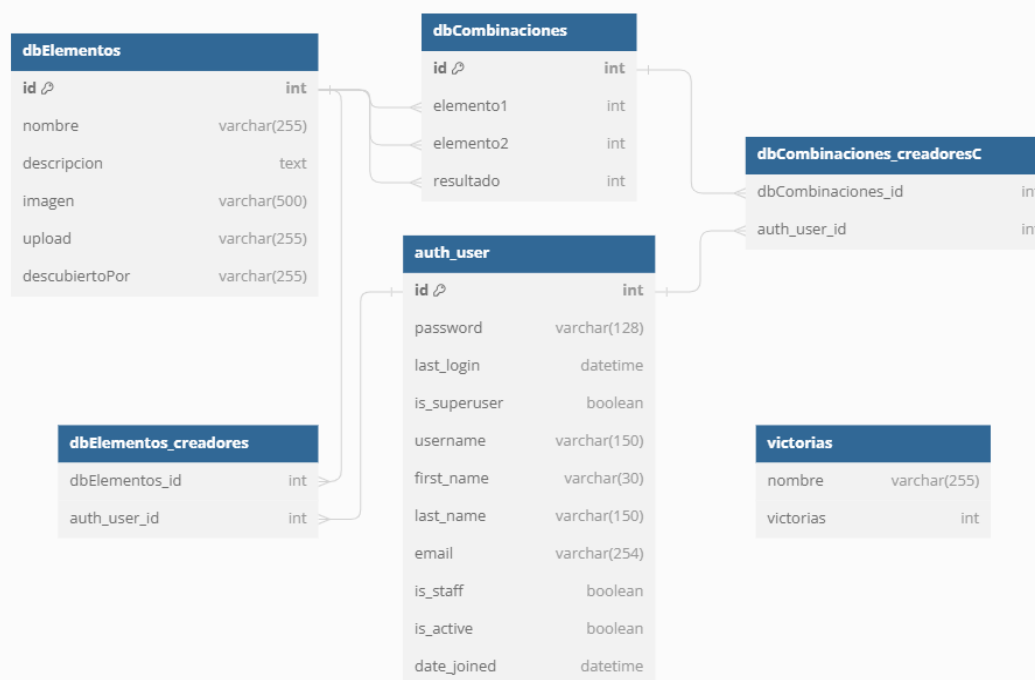 dbElementos
id int
nombre varchar(255)
descripcion text
imagen varchar(500)
upload varchar(255)
descubiertoPor varchar(255)
dbCombinaciones
id int
elemento1 int
elemento2 int
resultado int
dbCombinaciones_creadoresC
dbCombinaciones_id
auth_user_id
auth_user
id int
password varchar(128)
last_login datetime
is_superuser boolean
username varchar(150)
first_name varchar(30)
last_name varchar(150)
email varchar(254)
is_staff boolean
is_active boolean
date_joined datetime
dbElementos_creadores
dbElementos_id int
auth_user_id int
victorias
nombre varchar(255)
victorias int